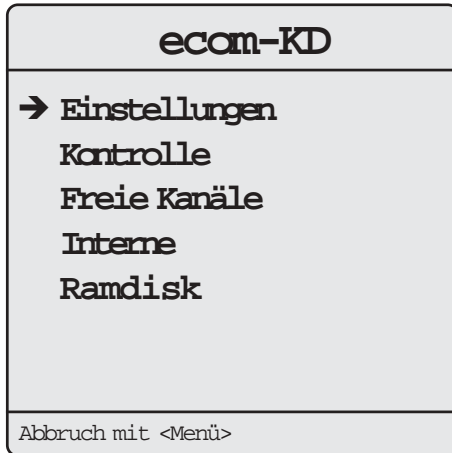 ecom-KD
➔ Einstellungen
Kontrolle
Freie Kanäle
Interne
Ramdisk
Abbruch mit <Menü>